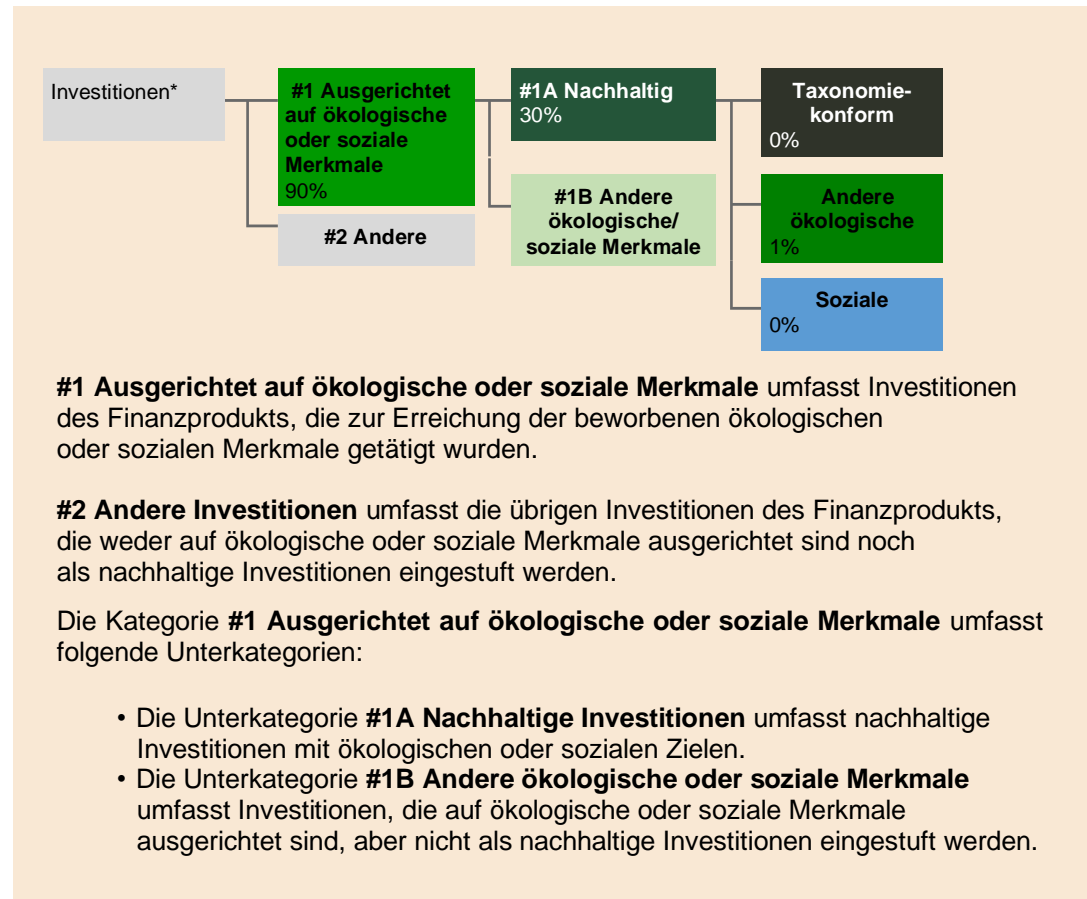 Investitionen*
#1 Ausgerichtet
auf ökologische
oder soziale
Merkmale
90%
#2 Andere
#1A Nachhaltig
30%
#1B Andere
ökologische/
soziale Merkmale
Taxonomie-
konform
0%
Andere
ökologische
1%
Soziale
0%
#1 Ausgerichtet auf ökologische oder soziale Merkmale umfasst Investitionen
des Finanzprodukts, die zur Erreichung der beworbenen ökologischen
oder sozialen Merkmale getätigt wurden.
#2 Andere Investitionen umfasst die übrigen Investitionen des Finanzprodukts,
die weder auf ökologische oder soziale Merkmale ausgerichtet sind noch
als nachhaltige Investitionen eingestuft werden.
Die Kategorie #1 Ausgerichtet auf ökologische oder soziale Merkmale umfasst
folgende Unterkategorien:
• Die Unterkategorie #1A Nachhaltige Investitionen umfasst nachhaltige
Investitionen mit ökologischen oder sozialen Zielen.
• Die Unterkategorie #1B Andere ökologische oder soziale Merkmale
umfasst Investitionen, die auf ökologische oder soziale Merkmale
ausgerichtet sind, aber nicht als nachhaltige Investitionen eingestuft werden.